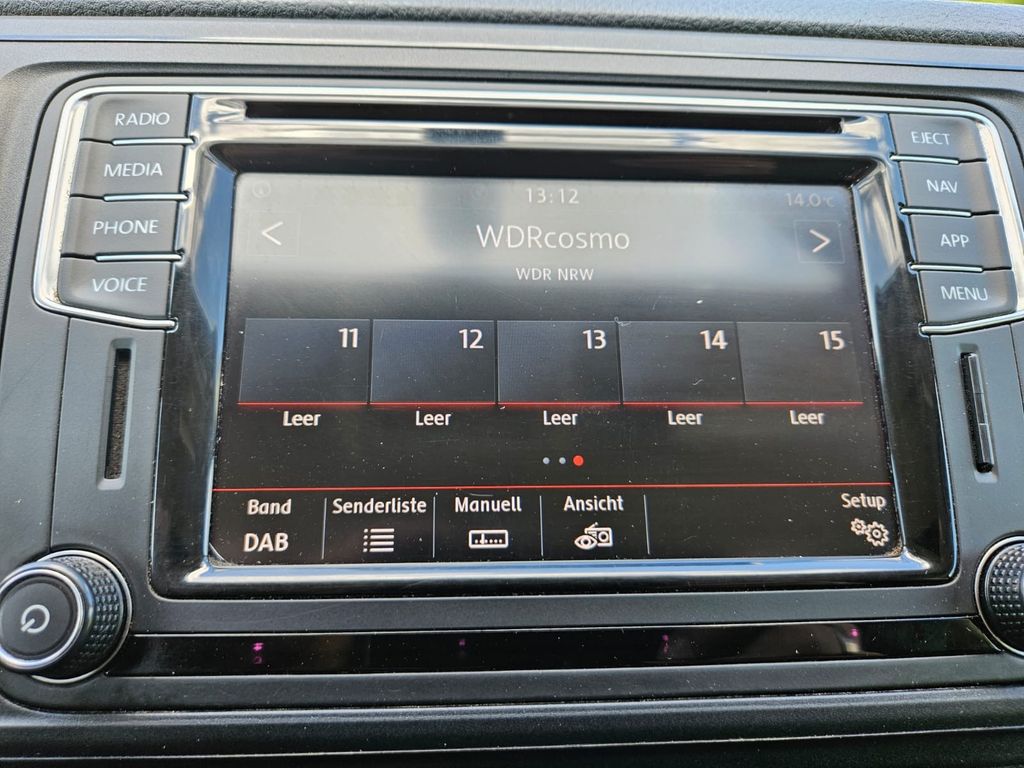 RADIO
MEDIA
PHONE
VOICE
EJECT
NAV
APP
MENU
13:12
14.0°C
<
WDRcosmo
>
WDR NRW
11 12 13 14 15
Leer Leer Leer Leer Leer
Band Senderliste Manuell Ansicht Setup
DAB